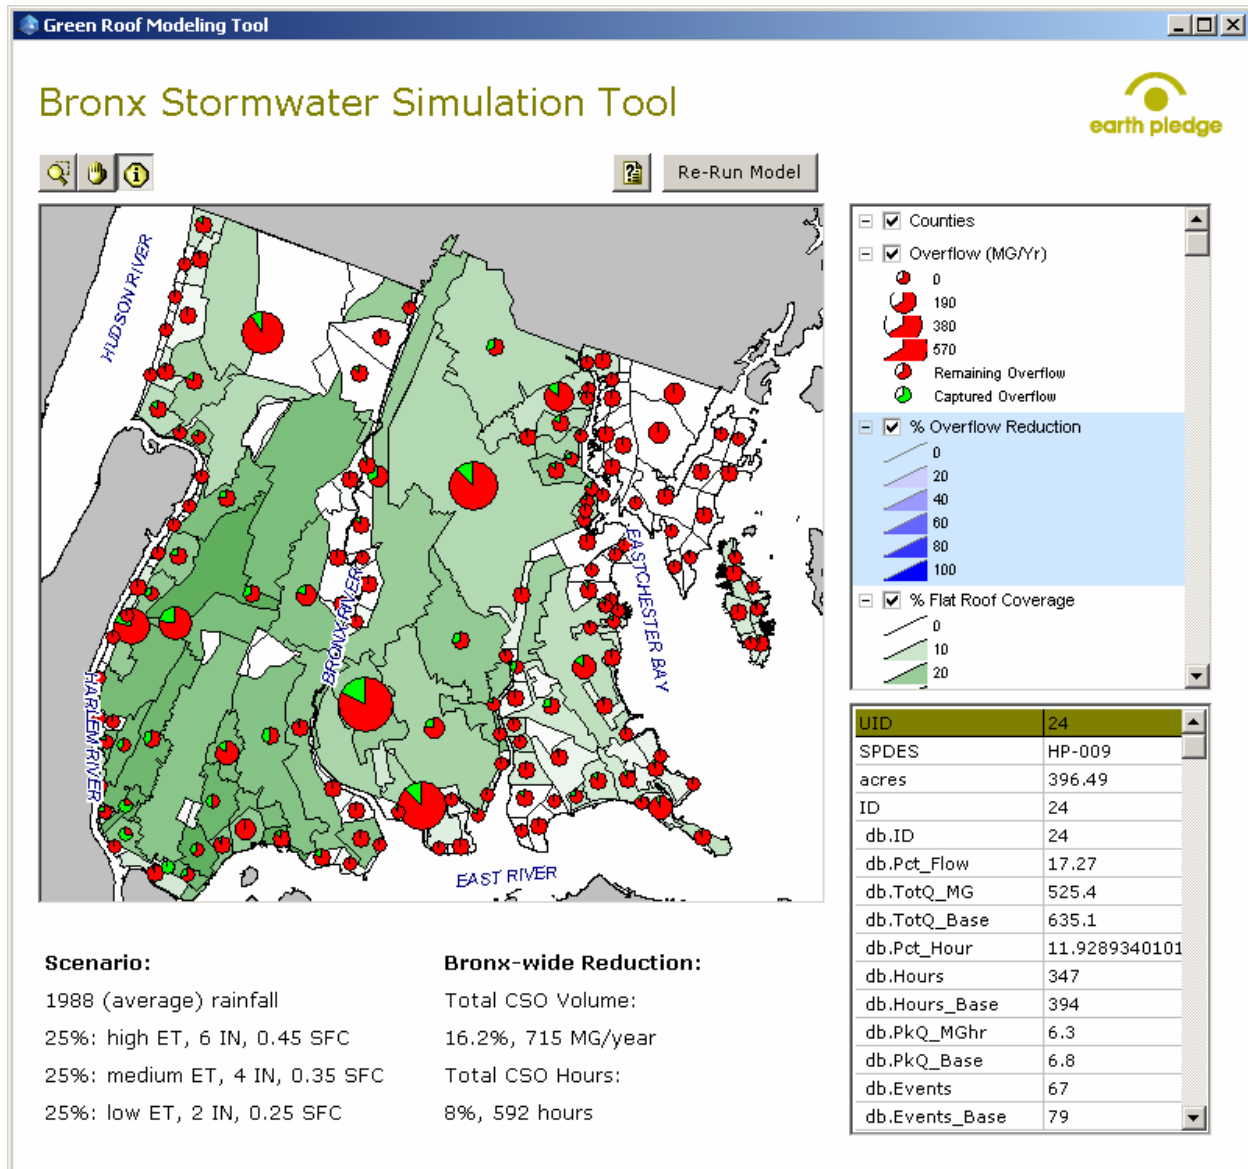 Green Roof Modeling Tool
Bronx Stormwater Simulation Tool
earth pledge
Re-Run Model
HUDSON RIVER
BRONX RIVER
EASTCHESTER BAY
HARLEM RIVER
EAST RIVER
Counties
Overflow (MG/Yr)
0
190
380
570
Remaining Overflow
Captured Overflow
% Overflow Reduction
0
20
40
60
80
100
% Flat Roof Coverage
0
10
20
UID 24
SPDES HP-009
acres 396.49
ID 24
db.ID 24
db.Pct_Flow 17.27
db.TotQ_MG 525.4
db.TotQ_Base 635.1
db.Pct_Hour 11.9289340101
db.Hours 347
db.Hours_Base 394
db.PkQ_MGhr 6.3
db.PkQ_Base 6.8
db.Events 67
db.Events_Base 79
Scenario:
1988 (average) rainfall
25%: high ET, 6 IN, 0.45 SFC
25%: medium ET, 4 IN, 0.35 SFC
25%: low ET, 2 IN, 0.25 SFC
Bronx-wide Reduction:
Total CSO Volume:
16.2%, 715 MG/year
Total CSO Hours:
8%, 592 hours